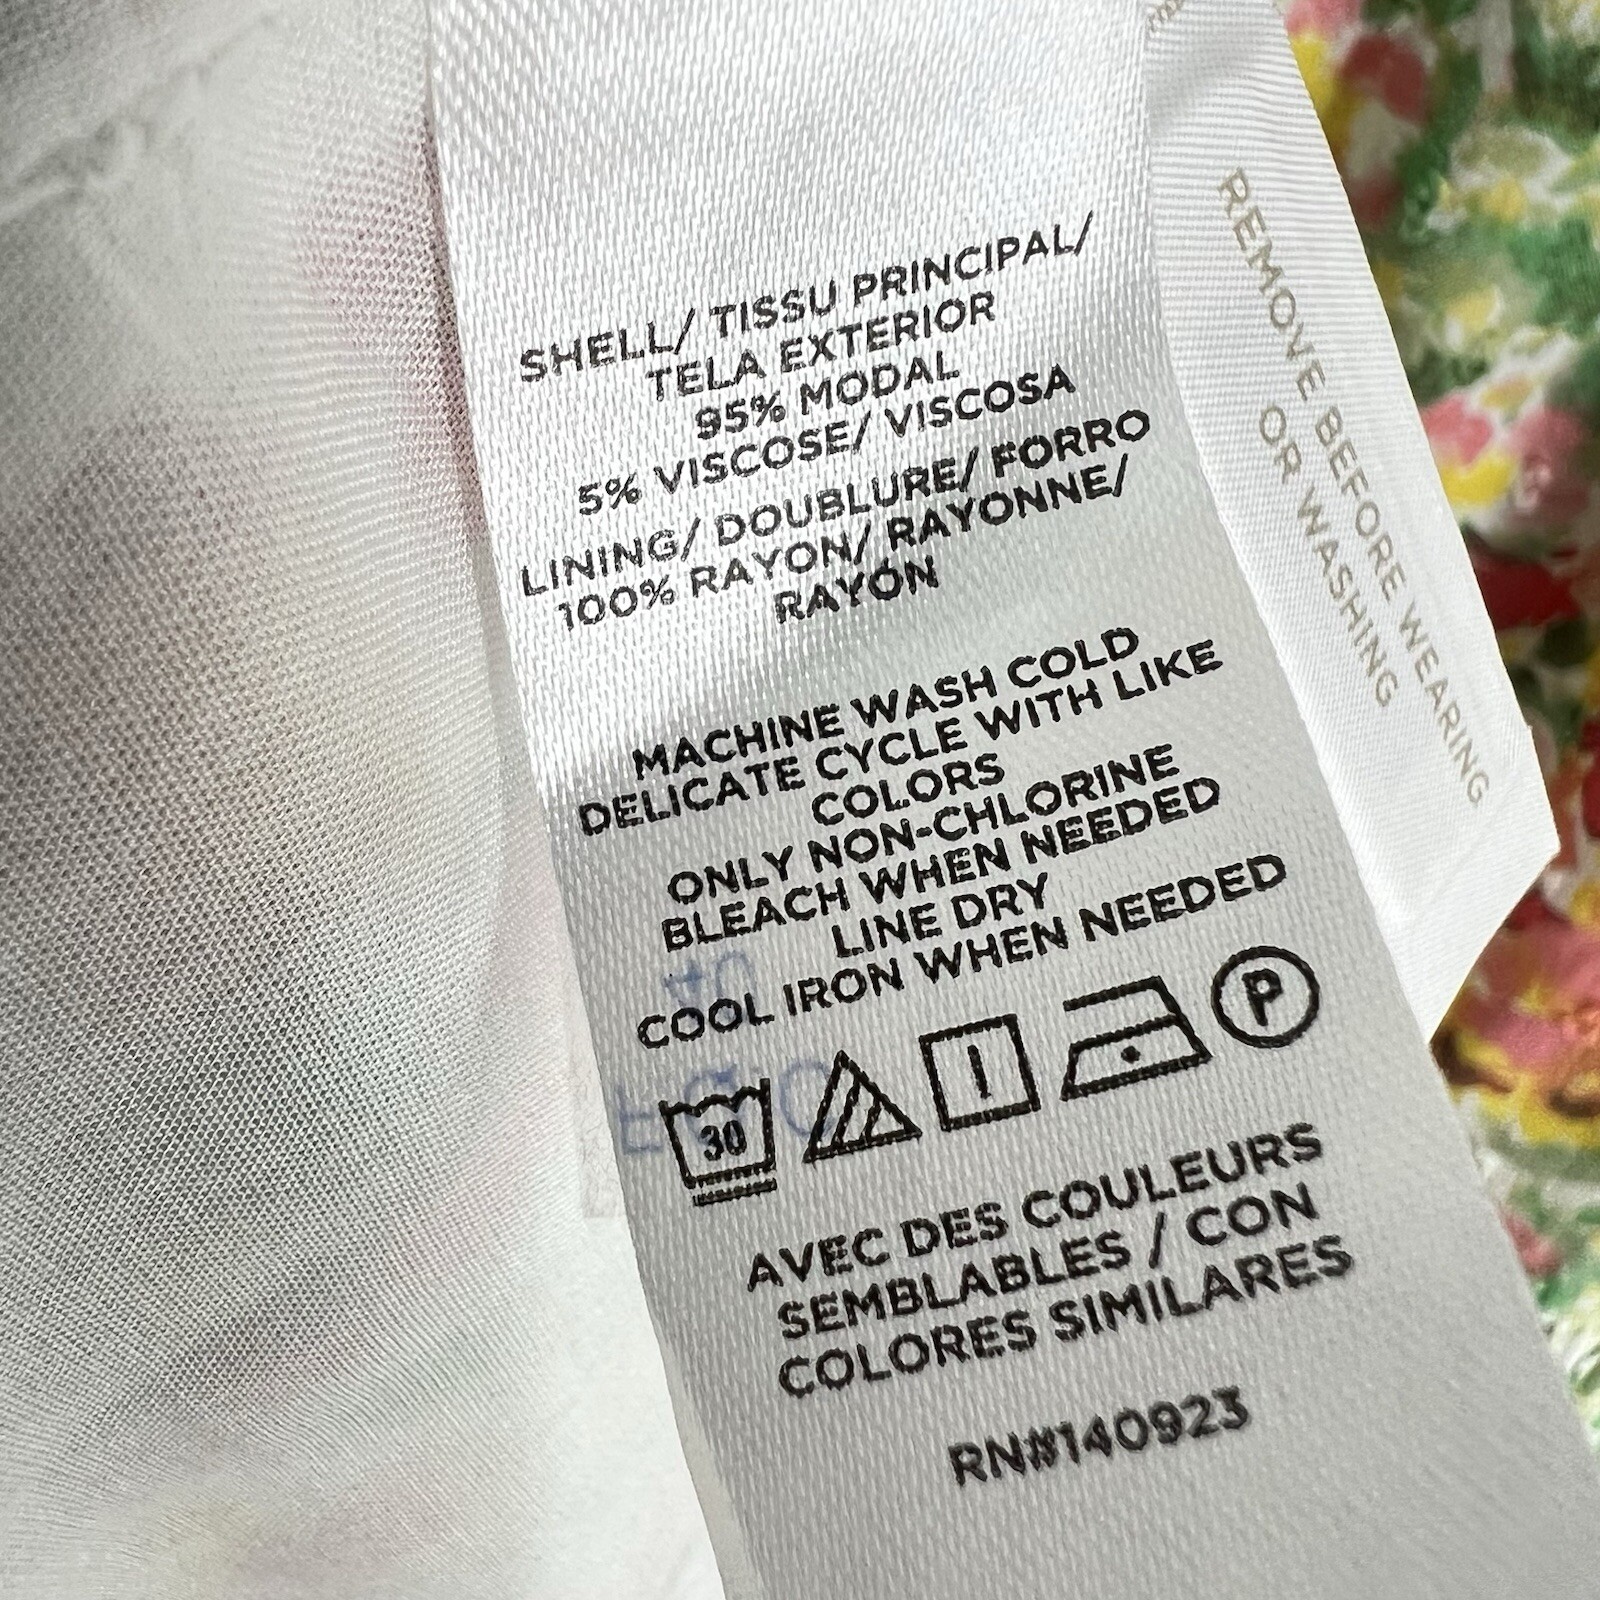 SHELL/ TISSU PRINCIPAL/
TELA EXTERIOR
95% MODAL
5% VISCOSE/ VISCOSA
LINING/ DOUBLURE/ FORRO
100% RAYON/ RAYONNE/
RAYÓN
MACHINE WASH COLD
DELICATE CYCLE WITH LIKE
COLORS
ONLY NON-CHLORINE
BLEACH WHEN NEEDED
LINE DRY
COOL IRON WHEN NEEDED
30
P
AVEC DES COULEURS
SEMBLABLES / CON
COLORES SIMILARES
RN#140923
REMOVE BEFORE WEARING
OR WASHING